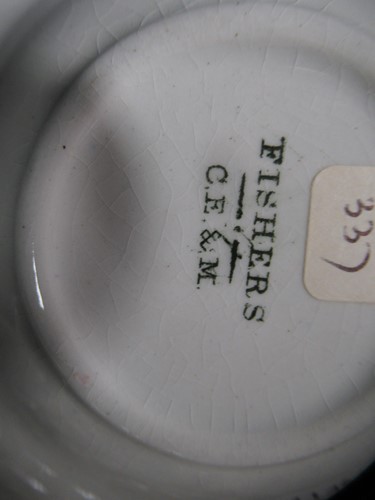 FISHERS
C.E. & M.
337